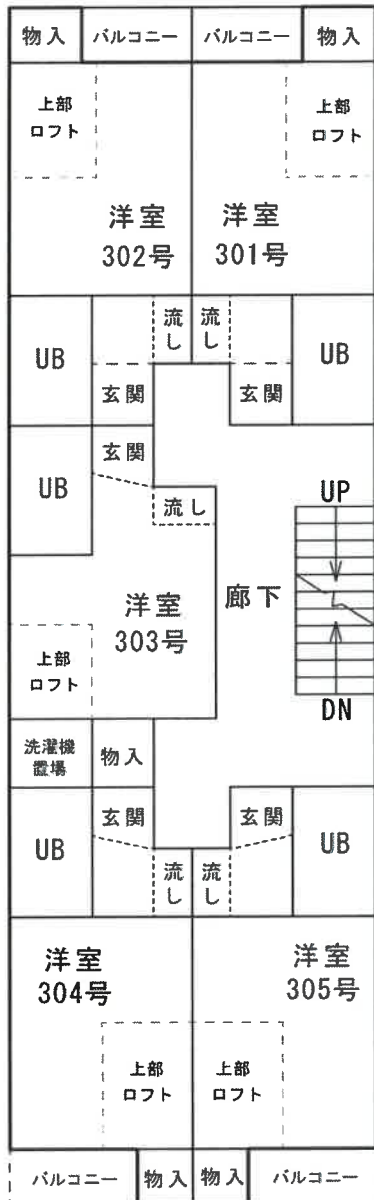 物入 バルコニー バルコニー 物入
上部
ロフト
上部
ロフト
洋室
302号
洋室
301号
UB
流し
流し
UB
玄関
玄関
玄関
UB
流し
UP
洋室
303号
廊下
上部
ロフト
DN
洗濯機
置場
物入
玄関
玄関
UB
流し
流し
UB
洋室
304号
洋室
305号
上部
ロフト
上部
ロフト
バルコニー 物入 物入 バルコニー